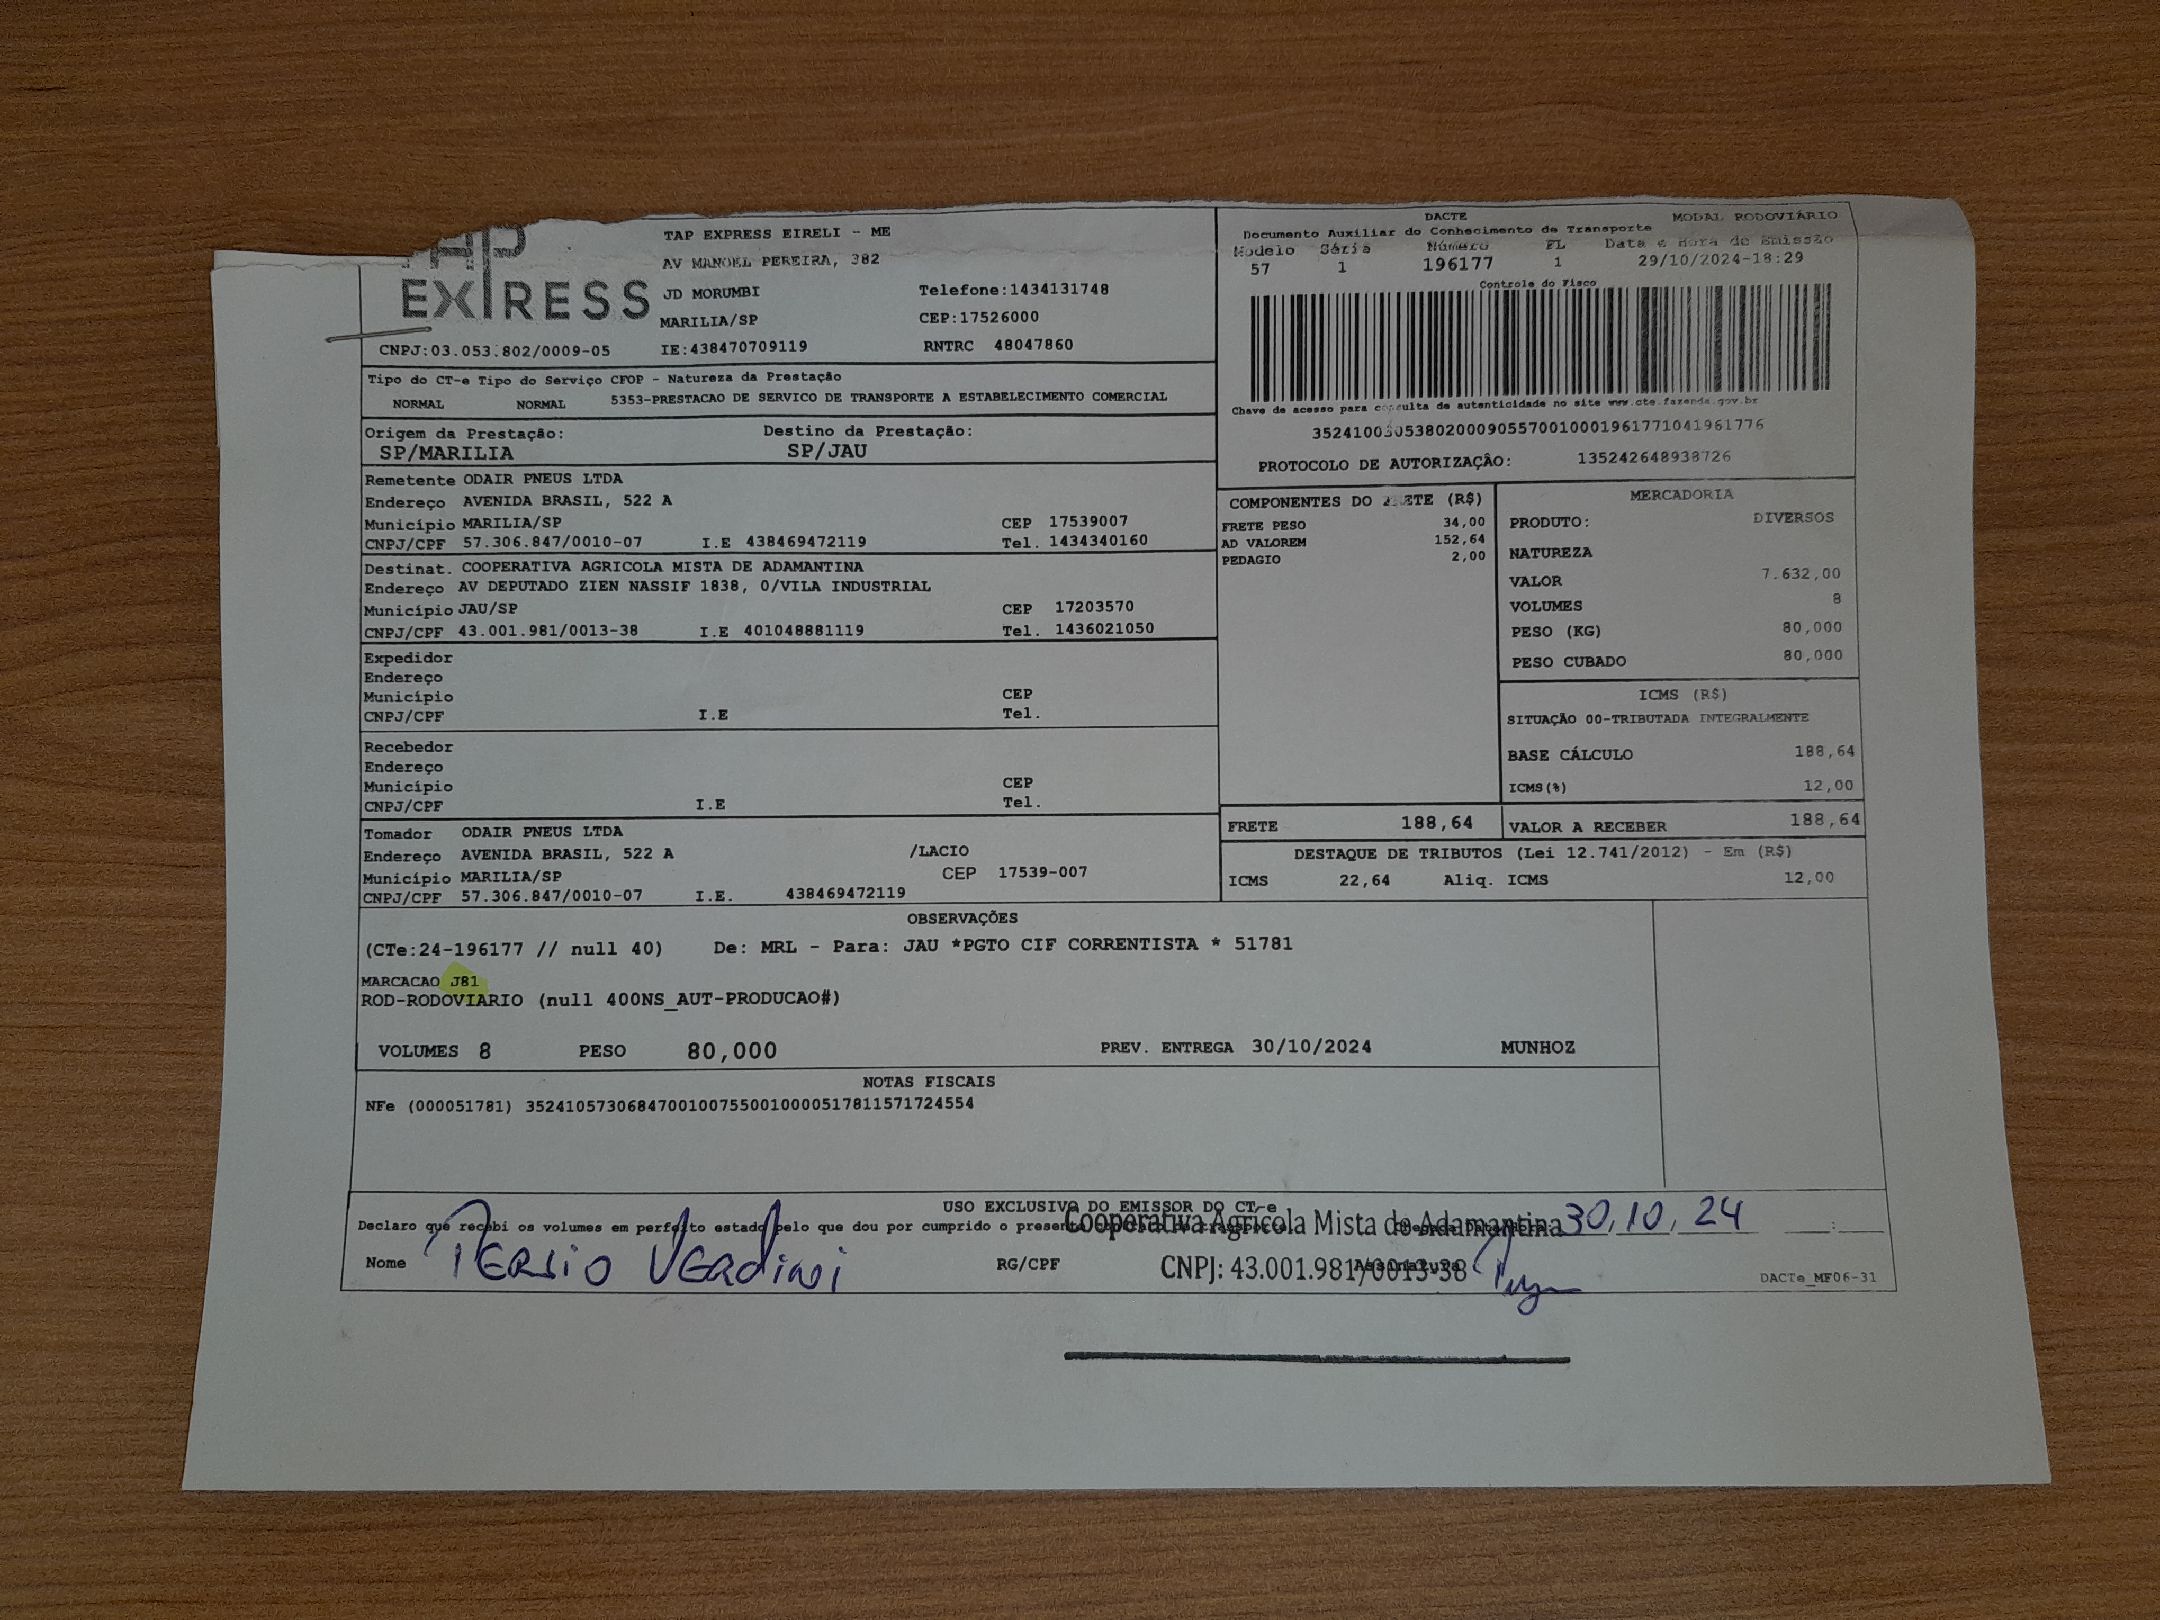 TAP
EXPRESS
TAP EXPRESS EIRELI - ME
AV MANOEL PEREIRA, 382
JD MORUMBI Telefone:1434131748
MARILIA/SP CEP:17526000
CNPJ:03.053.802/0009-05 IE:438470709119 RNTRC 48047860
DACTE MODAL RODOVIÁRIO
Documento Auxiliar do Conhecimento de Transporte
Modelo Série Número FL Data e Hora de Emissão
57 1 196177 1 29/10/2024-18:29
Controle do Fisco
Chave de acesso para consulta de autenticidade no site www.cte.fazenda.gov.br
35241003053802000905570010001961771041961776
PROTOCOLO DE AUTORIZAÇÃO: 135242648938726
Tipo do CT-e Tipo do Serviço CFOP - Natureza da Prestação
NORMAL NORMAL 5353-PRESTACAO DE SERVICO DE TRANSPORTE A ESTABELECIMENTO COMERCIAL
Origem da Prestação: Destino da Prestação:
SP/MARILIA SP/JAU
Remetente ODAIR PNEUS LTDA
Endereço AVENIDA BRASIL, 522 A
Município MARILIA/SP CEP 17539007
CNPJ/CPF 57.306.847/0010-07 I.E 438469472119 Tel. 1434340160
Destinat. COOPERATIVA AGRICOLA MISTA DE ADAMANTINA
Endereço AV DEPUTADO ZIEN NASSIF 1838, 0/VILA INDUSTRIAL
Município JAU/SP CEP 17203570
CNPJ/CPF 43.001.981/0013-38 I.E 401048881119 Tel. 1436021050
Expedidor
Endereço
Município CEP
CNPJ/CPF I.E Tel.
Recebedor
Endereço
Município CEP
CNPJ/CPF I.E Tel.
Tomador ODAIR PNEUS LTDA
Endereço AVENIDA BRASIL, 522 A /LACIO
Município MARILIA/SP CEP 17539-007
CNPJ/CPF 57.306.847/0010-07 I.E. 438469472119
COMPONENTES DO FRETE (R$)
FRETE PESO 34,00
AD VALOREM 152,64
PEDAGIO 2,00
MERCADORIA
PRODUTO: DIVERSOS
NATUREZA
VALOR 7.632,00
VOLUMES 8
PESO (KG) 80,000
PESO CUBADO 80,000
ICMS (R$)
SITUAÇÃO 00-TRIBUTADA INTEGRALMENTE
BASE CÁLCULO 188,64
ICMS(%) 12,00
FRETE 188,64 VALOR A RECEBER 188,64
DESTAQUE DE TRIBUTOS (Lei 12.741/2012) - Em (R$)
ICMS 22,64 Aliq. ICMS 12,00
OBSERVAÇÕES
(CTe:24-196177 // null 40) De: MRL - Para: JAU *PGTO CIF CORRENTISTA * 51781
MARCACAO J81
ROD-RODOVIARIO (null 400NS_AUT-PRODUCAO#)
VOLUMES 8 PESO 80,000 PREV. ENTREGA 30/10/2024 MUNHOZ
NOTAS FISCAIS
NFe (000051781) 35241057306847001007550010000517811571724554
USO EXCLUSIVO DO EMISSOR DO CT-e
Declaro que recebi os volumes em perfeito estado pelo que dou por cumprido o presente
Cooperativa Agrícola Mista de Adamantina 30,10,24
Nome PERSIO VERDINI RG/CPF Assinatura
CNPJ: 43.001.981/0013-38
DACTe_MF06-31